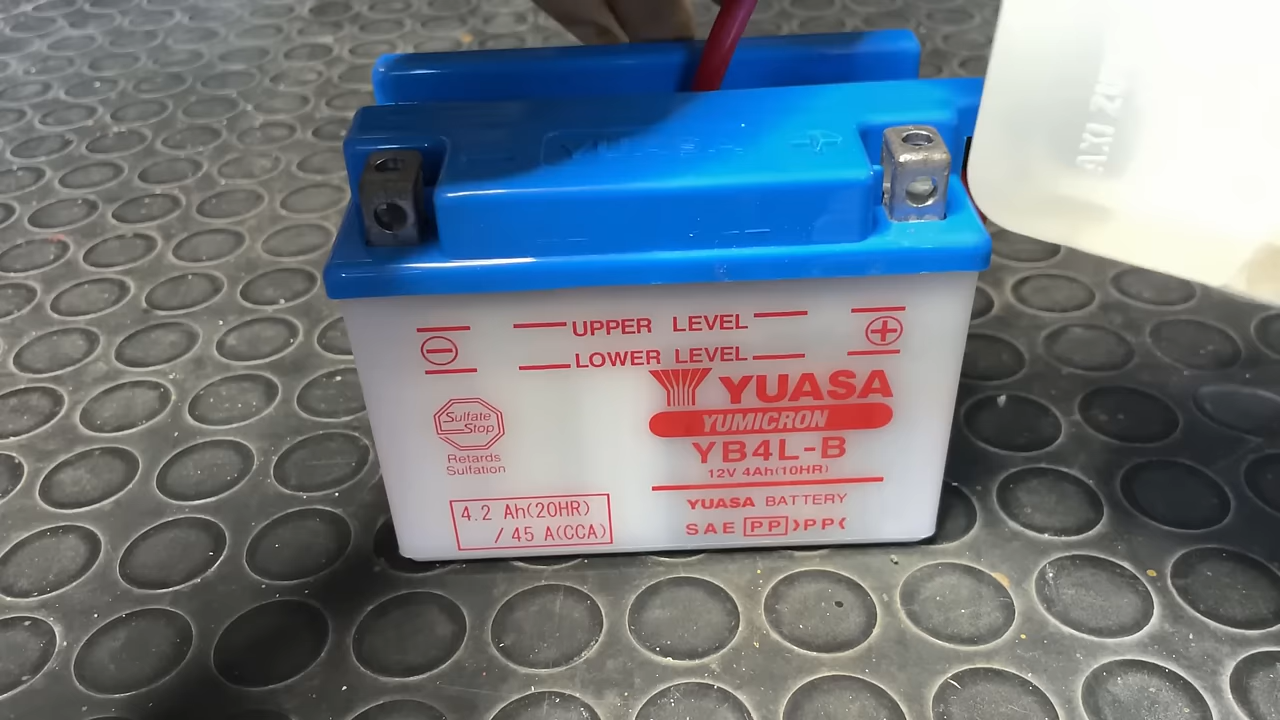 UPPER LEVEL
LOWER LEVEL
YUASA
YUMICRON
YB4L-B
12V 4Ah(10HR)
YUASA BATTERY
SAE PP >PP<
Sulfate
Stop
Retards
Sulfation
4.2 Ah(20HR)
/ 45 A(CCA)